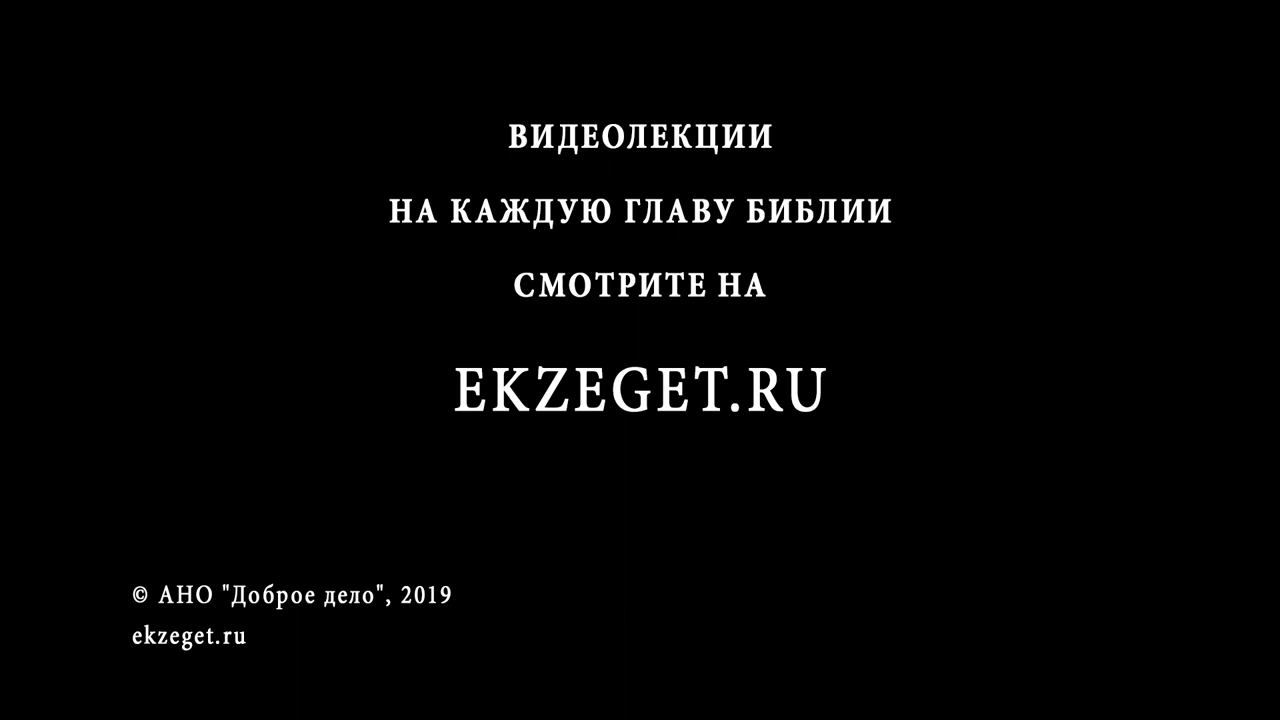 ВИДЕОЛЕКЦИИ
НА КАЖДУЮ ГЛАВУ БИБЛИИ
СМОТРИТЕ НА
EKZEGET.RU
© АНО "Доброе дело", 2019
ekzeget.ru